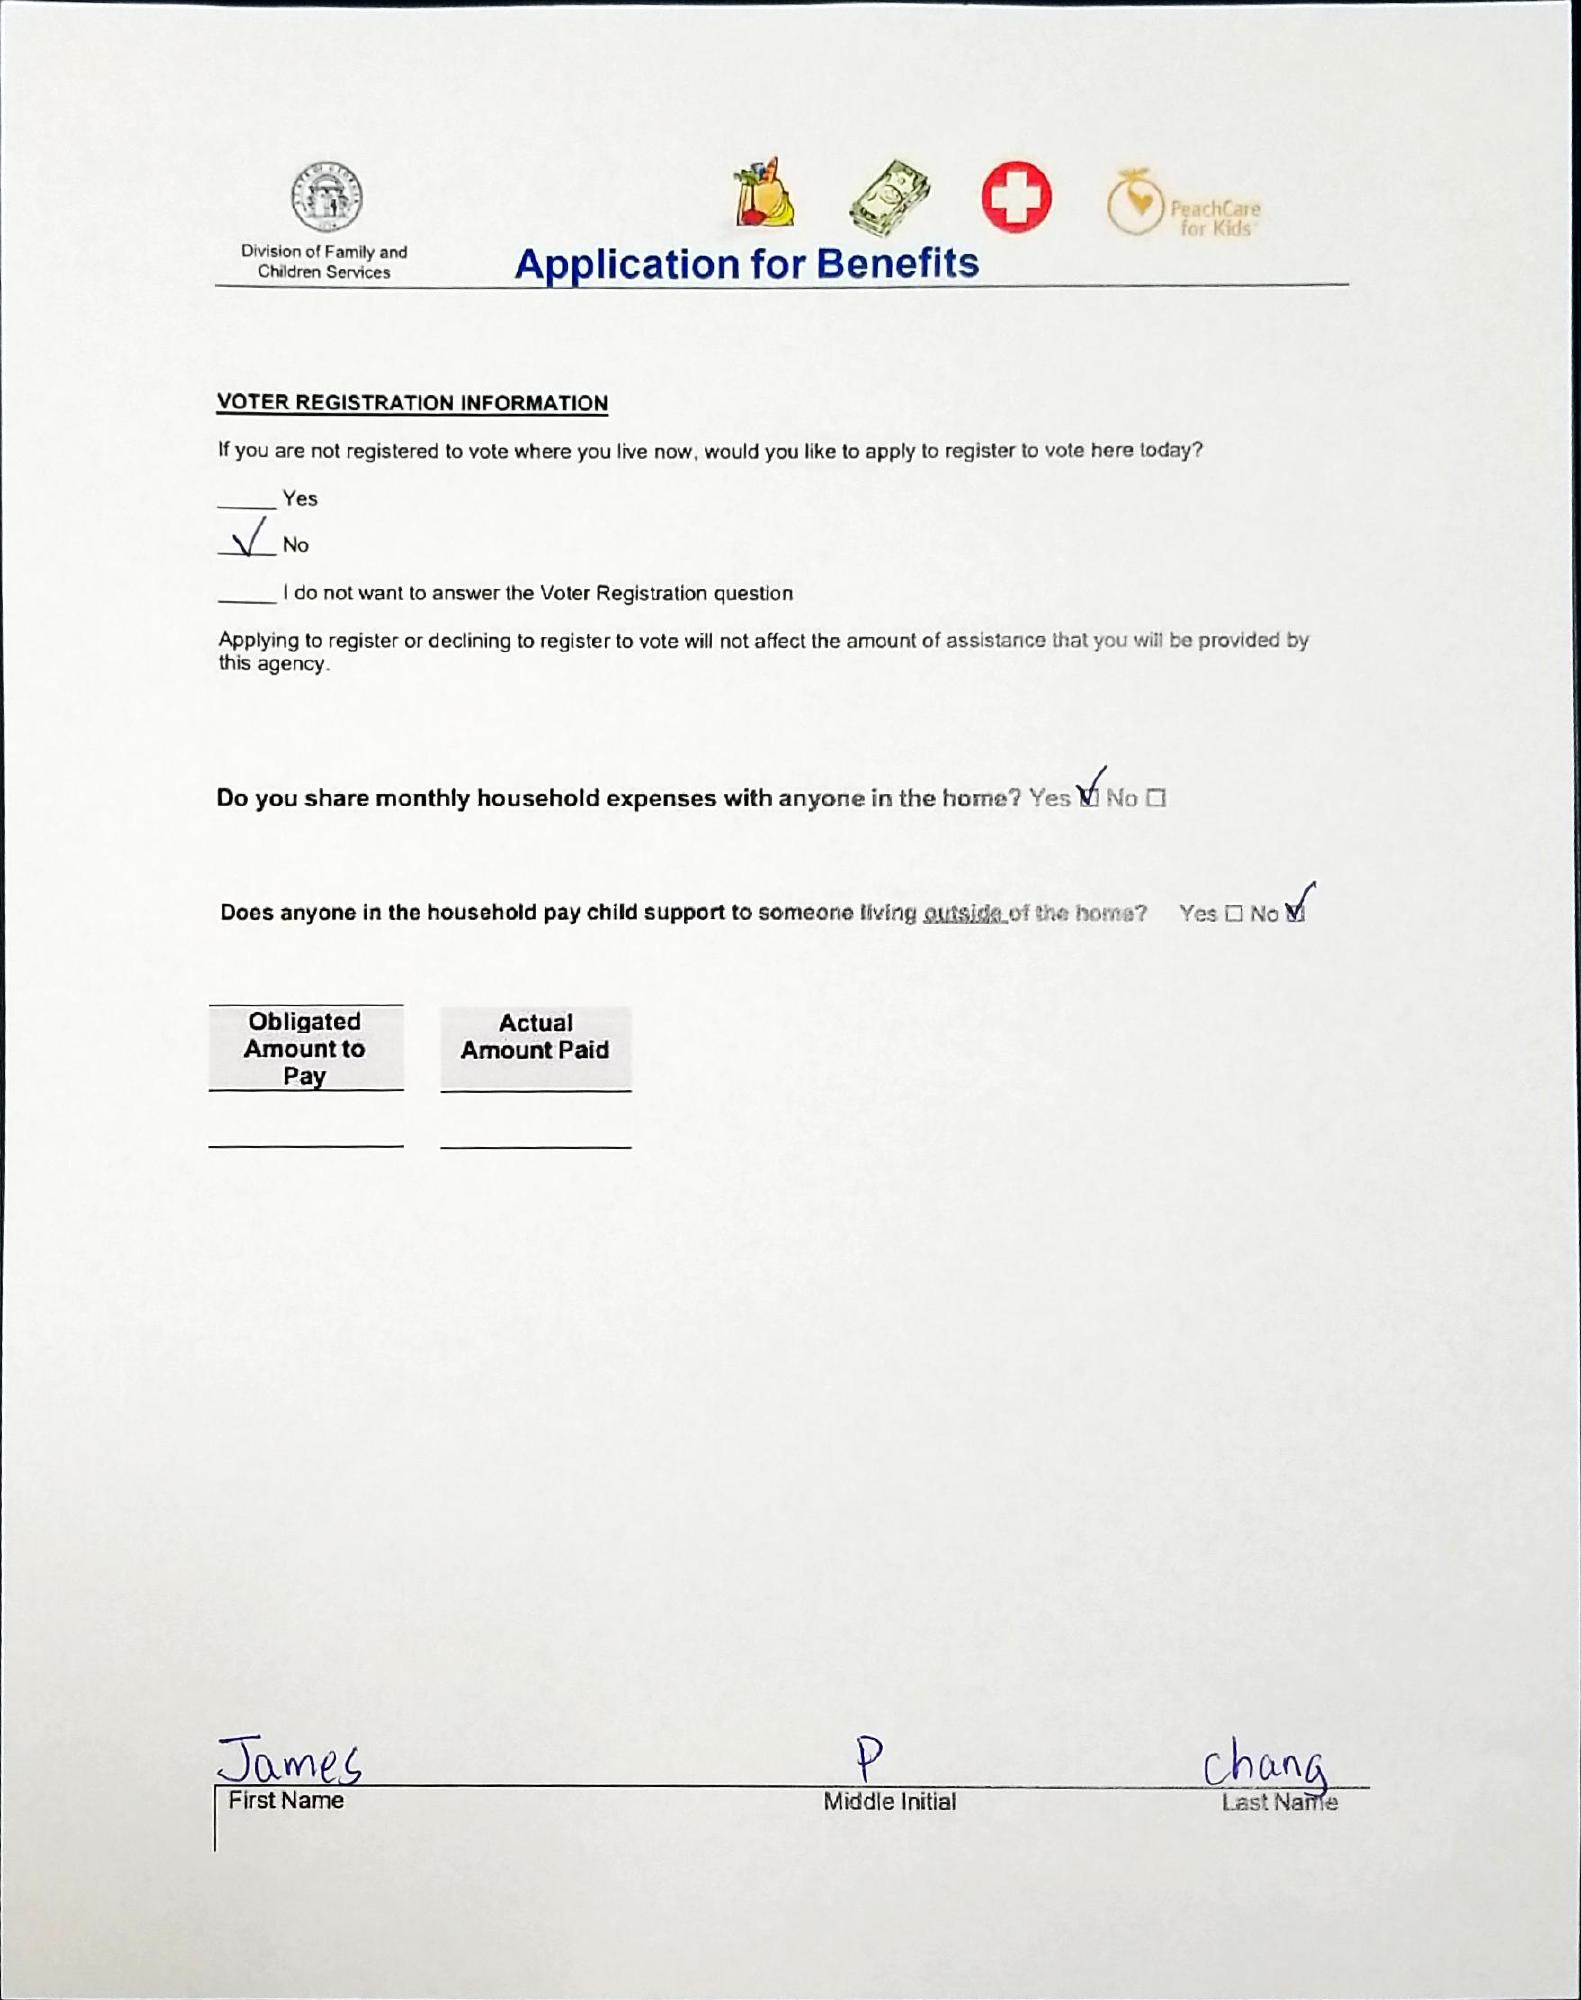 STATE OF GEORGIA
Division of Family and
Children Services
Application for Benefits
PeachCare
for Kids
VOTER REGISTRATION INFORMATION
If you are not registered to vote where you live now, would you like to apply to register to vote here today?
____ Yes
✓ No
____ I do not want to answer the Voter Registration question
Applying to register or declining to register to vote will not affect the amount of assistance that you will be provided by
this agency.
Do you share monthly household expenses with anyone in the home? Yes ☑ No ☐
Does anyone in the household pay child support to someone living outside of the home? Yes ☐ No ☑
Obligated
Amount to
Pay
Actual
Amount Paid
James P chang
First Name Middle Initial Last Name